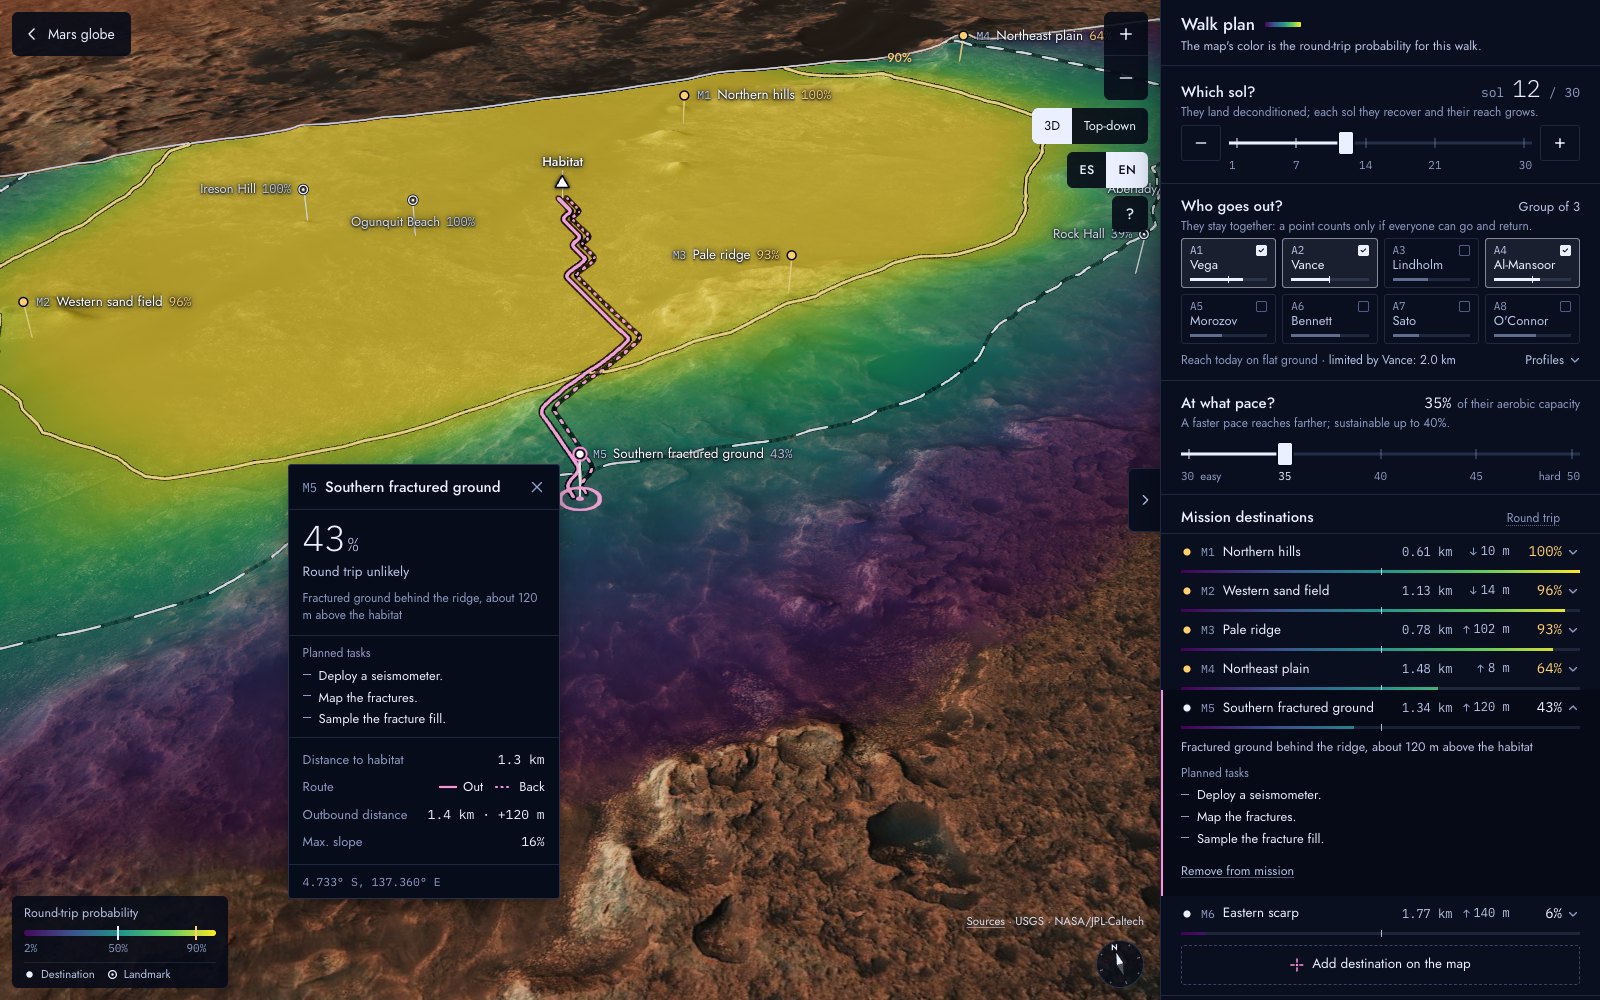 Mars globe
M4 Northeast plain 64
90%
M1 Northern hills 100%
3D Top-down
ES EN
?
Habitat
Ireson Hill 100%
Ogunquit Beach 100%
Rock Hall 39%
M3 Pale ridge 93%
M2 Western sand field 96%
M5 Southern fractured ground 43%
M5 Southern fractured ground
43%
Round trip unlikely
Fractured ground behind the ridge, about 120
m above the habitat
Planned tasks
— Deploy a seismometer.
— Map the fractures.
— Sample the fracture fill.
Distance to habitat 1.3 km
Route Out Back
Outbound distance 1.4 km · +120 m
Max. slope 16%
4.733° S, 137.360° E
Round-trip probability
2% 50% 90%
Destination Landmark
Sources · USGS · NASA/JPL-Caltech
N
Walk plan
The map's color is the round-trip probability for this walk.
Which sol? sol 12 / 30
They land deconditioned; each sol they recover and their reach grows.
− +
1 7 14 21 30
Who goes out? Group of 3
They stay together: a point counts only if everyone can go and return.
A1 A2 A3 A4
Vega Vance Lindholm Al-Mansoor
A5 A6 A7 A8
Morozov Bennett Sato O'Connor
Reach today on flat ground · limited by Vance: 2.0 km Profiles
At what pace? 35% of their aerobic capacity
A faster pace reaches farther; sustainable up to 40%.
30 easy 35 40 45 hard 50
Mission destinations Round trip
M1 Northern hills 0.61 km ↓10 m 100%
M2 Western sand field 1.13 km ↓14 m 96%
M3 Pale ridge 0.78 km ↑102 m 93%
M4 Northeast plain 1.48 km ↑8 m 64%
M5 Southern fractured ground 1.34 km ↑120 m 43%
Fractured ground behind the ridge, about 120 m above the habitat
Planned tasks
— Deploy a seismometer.
— Map the fractures.
— Sample the fracture fill.
Remove from mission
M6 Eastern scarp 1.77 km ↑140 m 6%
Add destination on the map